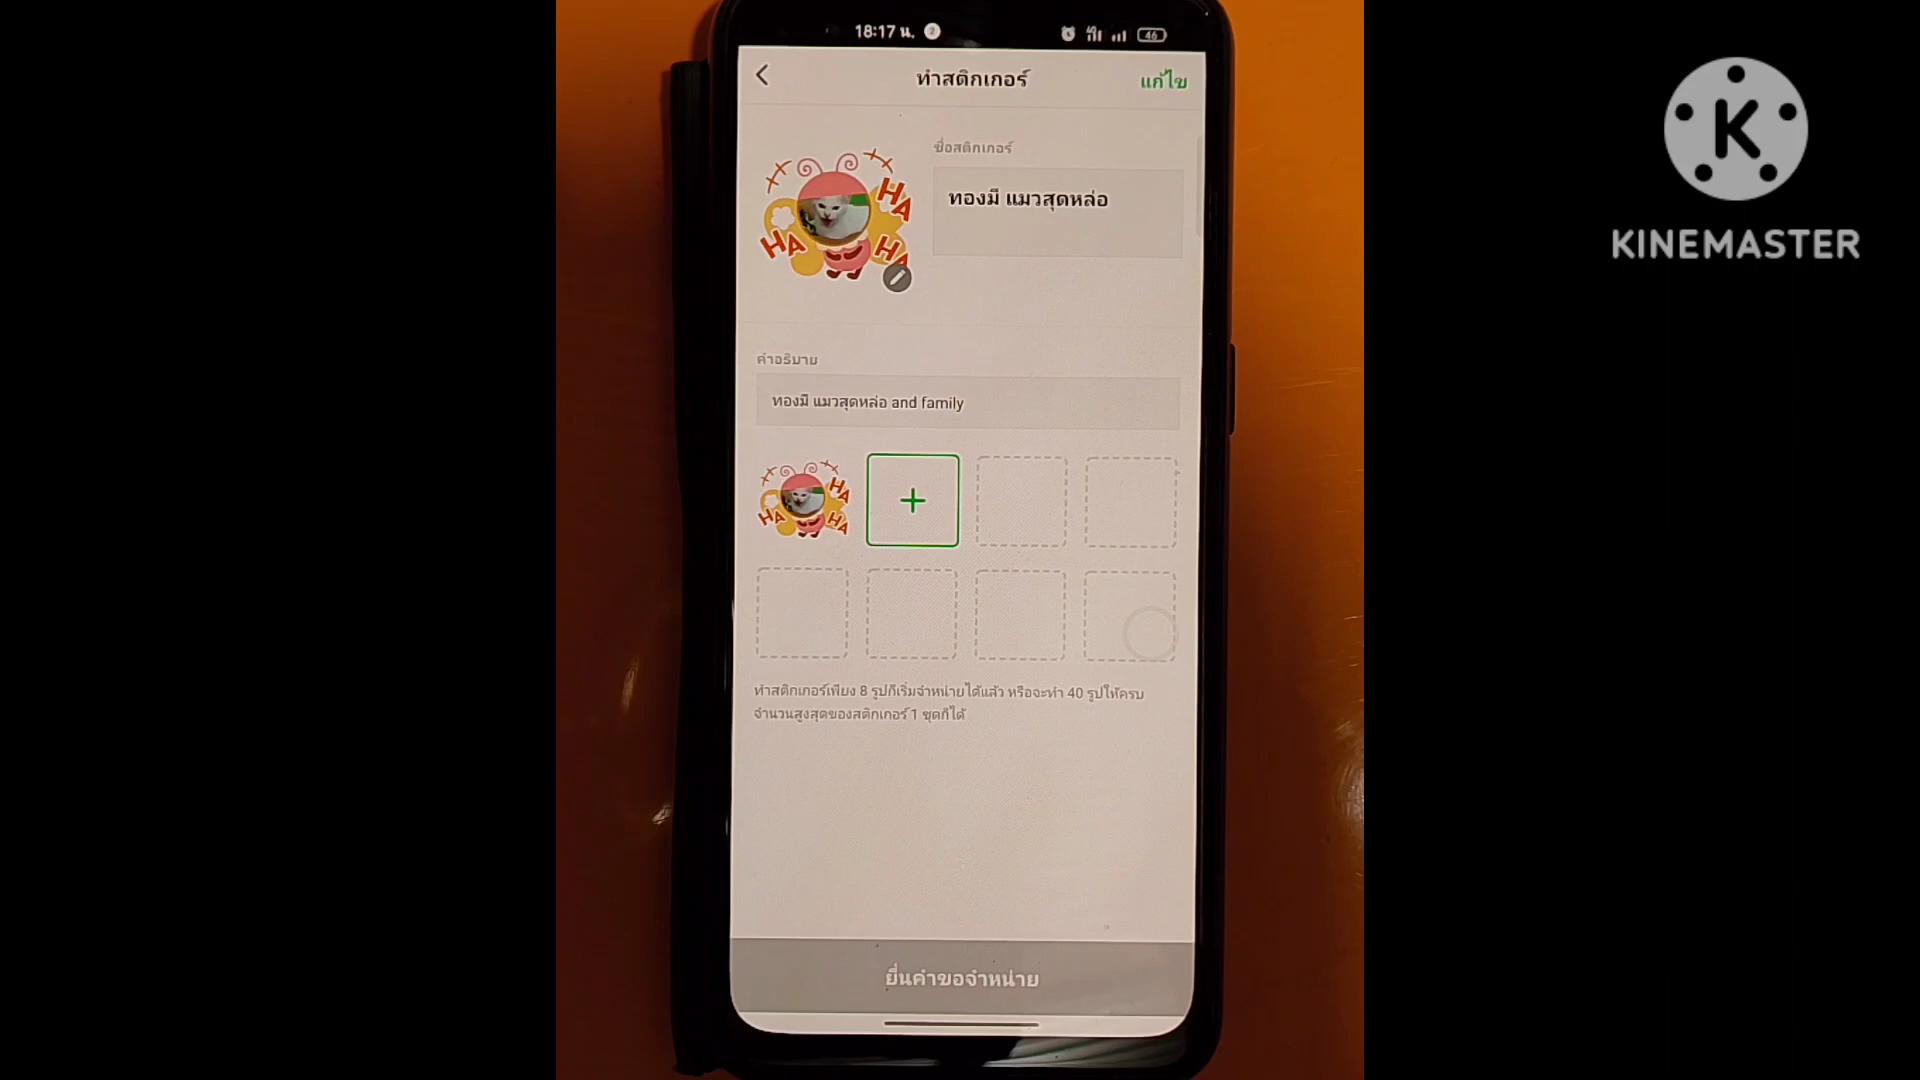 18:17 น. 2
46
ทำสติกเกอร์
แก้ไข
ชื่อสติกเกอร์
ทองมี แมวสุดหล่อ
HA
HA
HA
คำอธิบาย
ทองมี แมวสุดหล่อ and family
HA
HA
HA
ทำสติกเกอร์เพียง 8 รูปก็เริ่มจำหน่ายได้แล้ว หรือจะทำ 40 รูปให้ครบ
จำนวนสูงสุดของสติกเกอร์ 1 ชุดก็ได้
ยื่นคำขอจำหน่าย
K
KINEMASTER